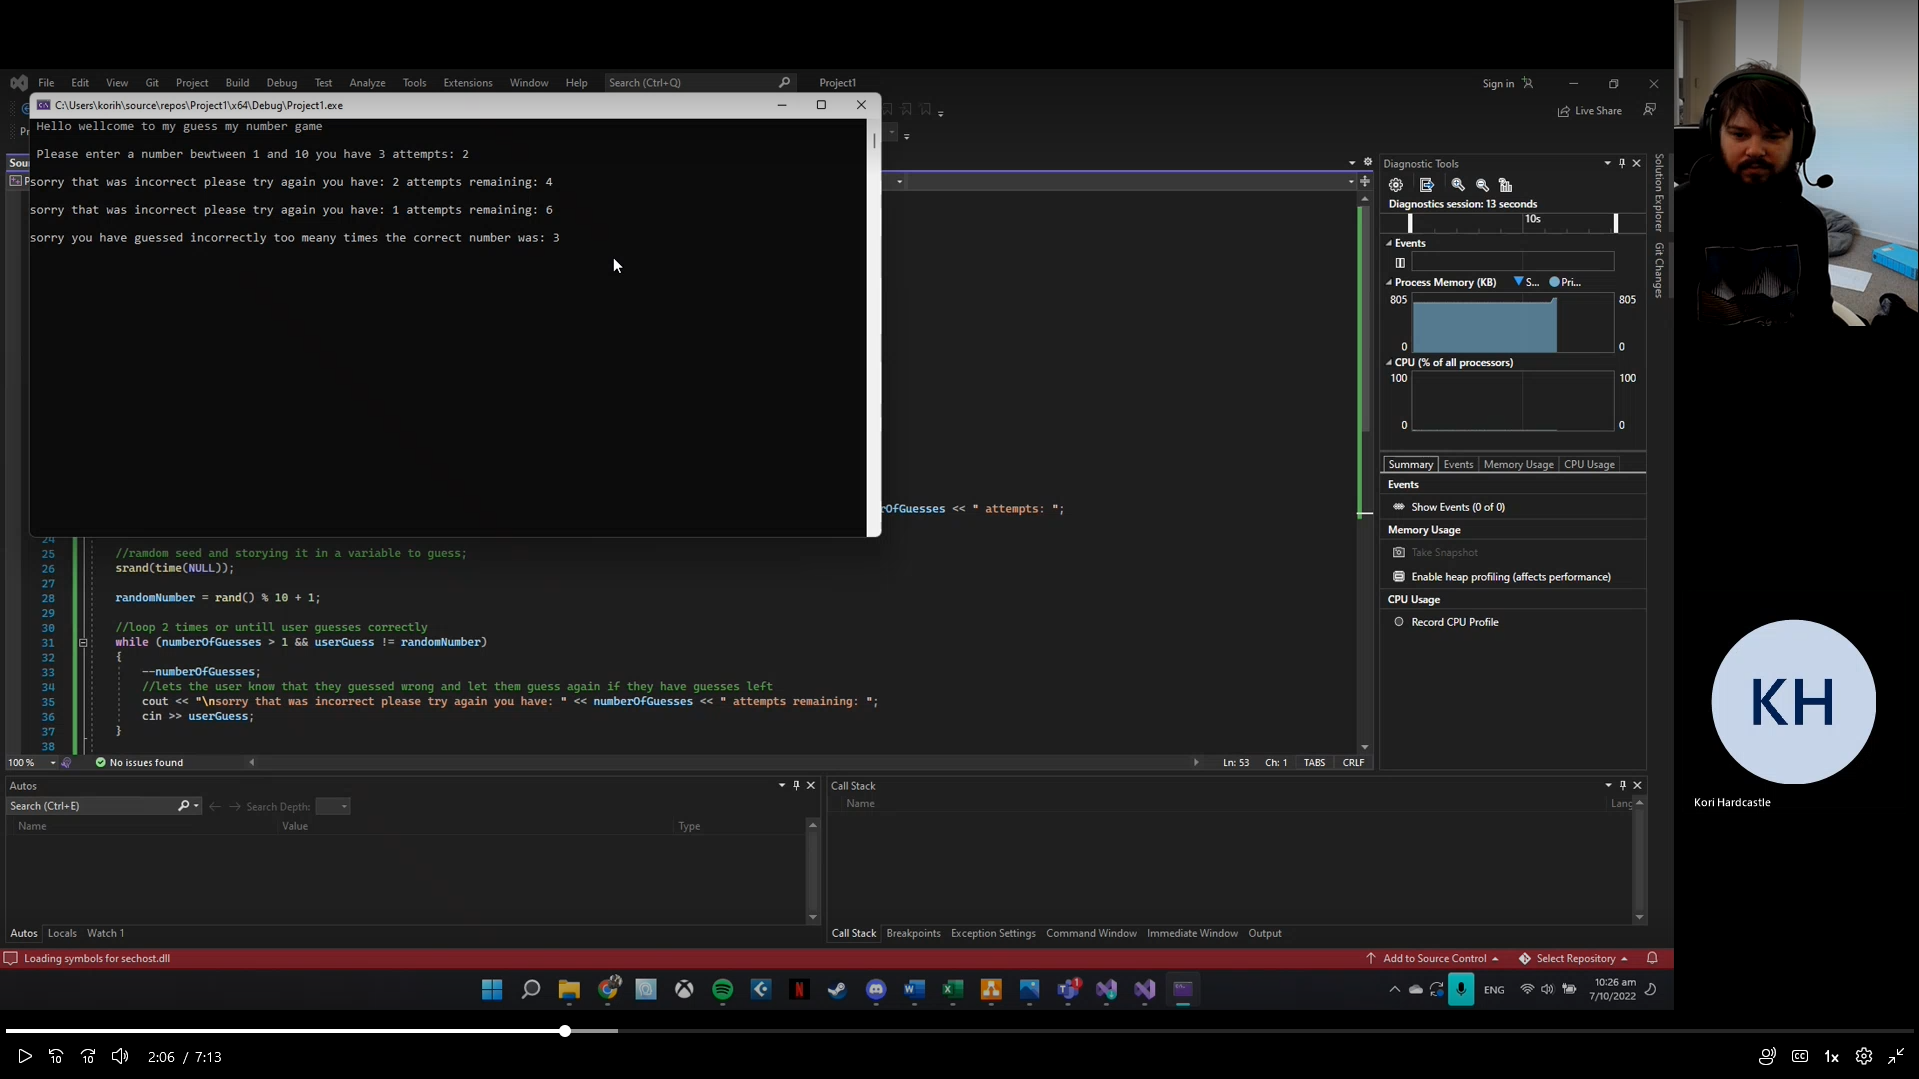 File Edit View Git Project Build Debug Test Analyze Tools Extensions Window Help Search (Ctrl+Q) Project1 Sign in
C:\Users\korih\source\repos\Project1\x64\Debug\Project1.exe
Live Share
Hello wellcome to my guess my number game
Please enter a number bewtween 1 and 10 you have 3 attempts: 2
sorry that was incorrect please try again you have: 2 attempts remaining: 4
sorry that was incorrect please try again you have: 1 attempts remaining: 6
sorry you have guessed incorrectly too meany times the correct number was: 3
rOfGuesses << " attempts: ";
24
25 //ramdom seed and storying it in a variable to guess;
26 srand(time(NULL));
27
28 randomNumber = rand() % 10 + 1;
29
30 //loop 2 times or untill user guesses correctly
31 while (numberOfGuesses > 1 && userGuess != randomNumber)
32 {
33 --numberOfGuesses;
34 //lets the user know that they guessed wrong and let them guess again if they have guesses left
35 cout << "\nsorry that was incorrect please try again you have: " << numberOfGuesses << " attempts remaining: ";
36 cin >> userGuess;
37 }
38
100 % No issues found Ln: 53 Ch: 1 TABS CRLF
Diagnostic Tools
Diagnostics session: 13 seconds
10s
Events
Process Memory (KB) S... Pri...
805 805
0 0
CPU (% of all processors)
100 100
0 0
Summary Events Memory Usage CPU Usage
Events
Show Events (0 of 0)
Memory Usage
Take Snapshot
Enable heap profiling (affects performance)
CPU Usage
Record CPU Profile
Solution Explorer
Git Changes
Autos
Search (Ctrl+E) Search Depth:
Name Value Type
Autos Locals Watch 1
Call Stack
Name Lang
Call Stack Breakpoints Exception Settings Command Window Immediate Window Output
Loading symbols for sechost.dll Add to Source Control Select Repository
ENG 10:26 am
7/10/2022
KH
Kori Hardcastle
10 10 2:06 / 7:13 CC 1x